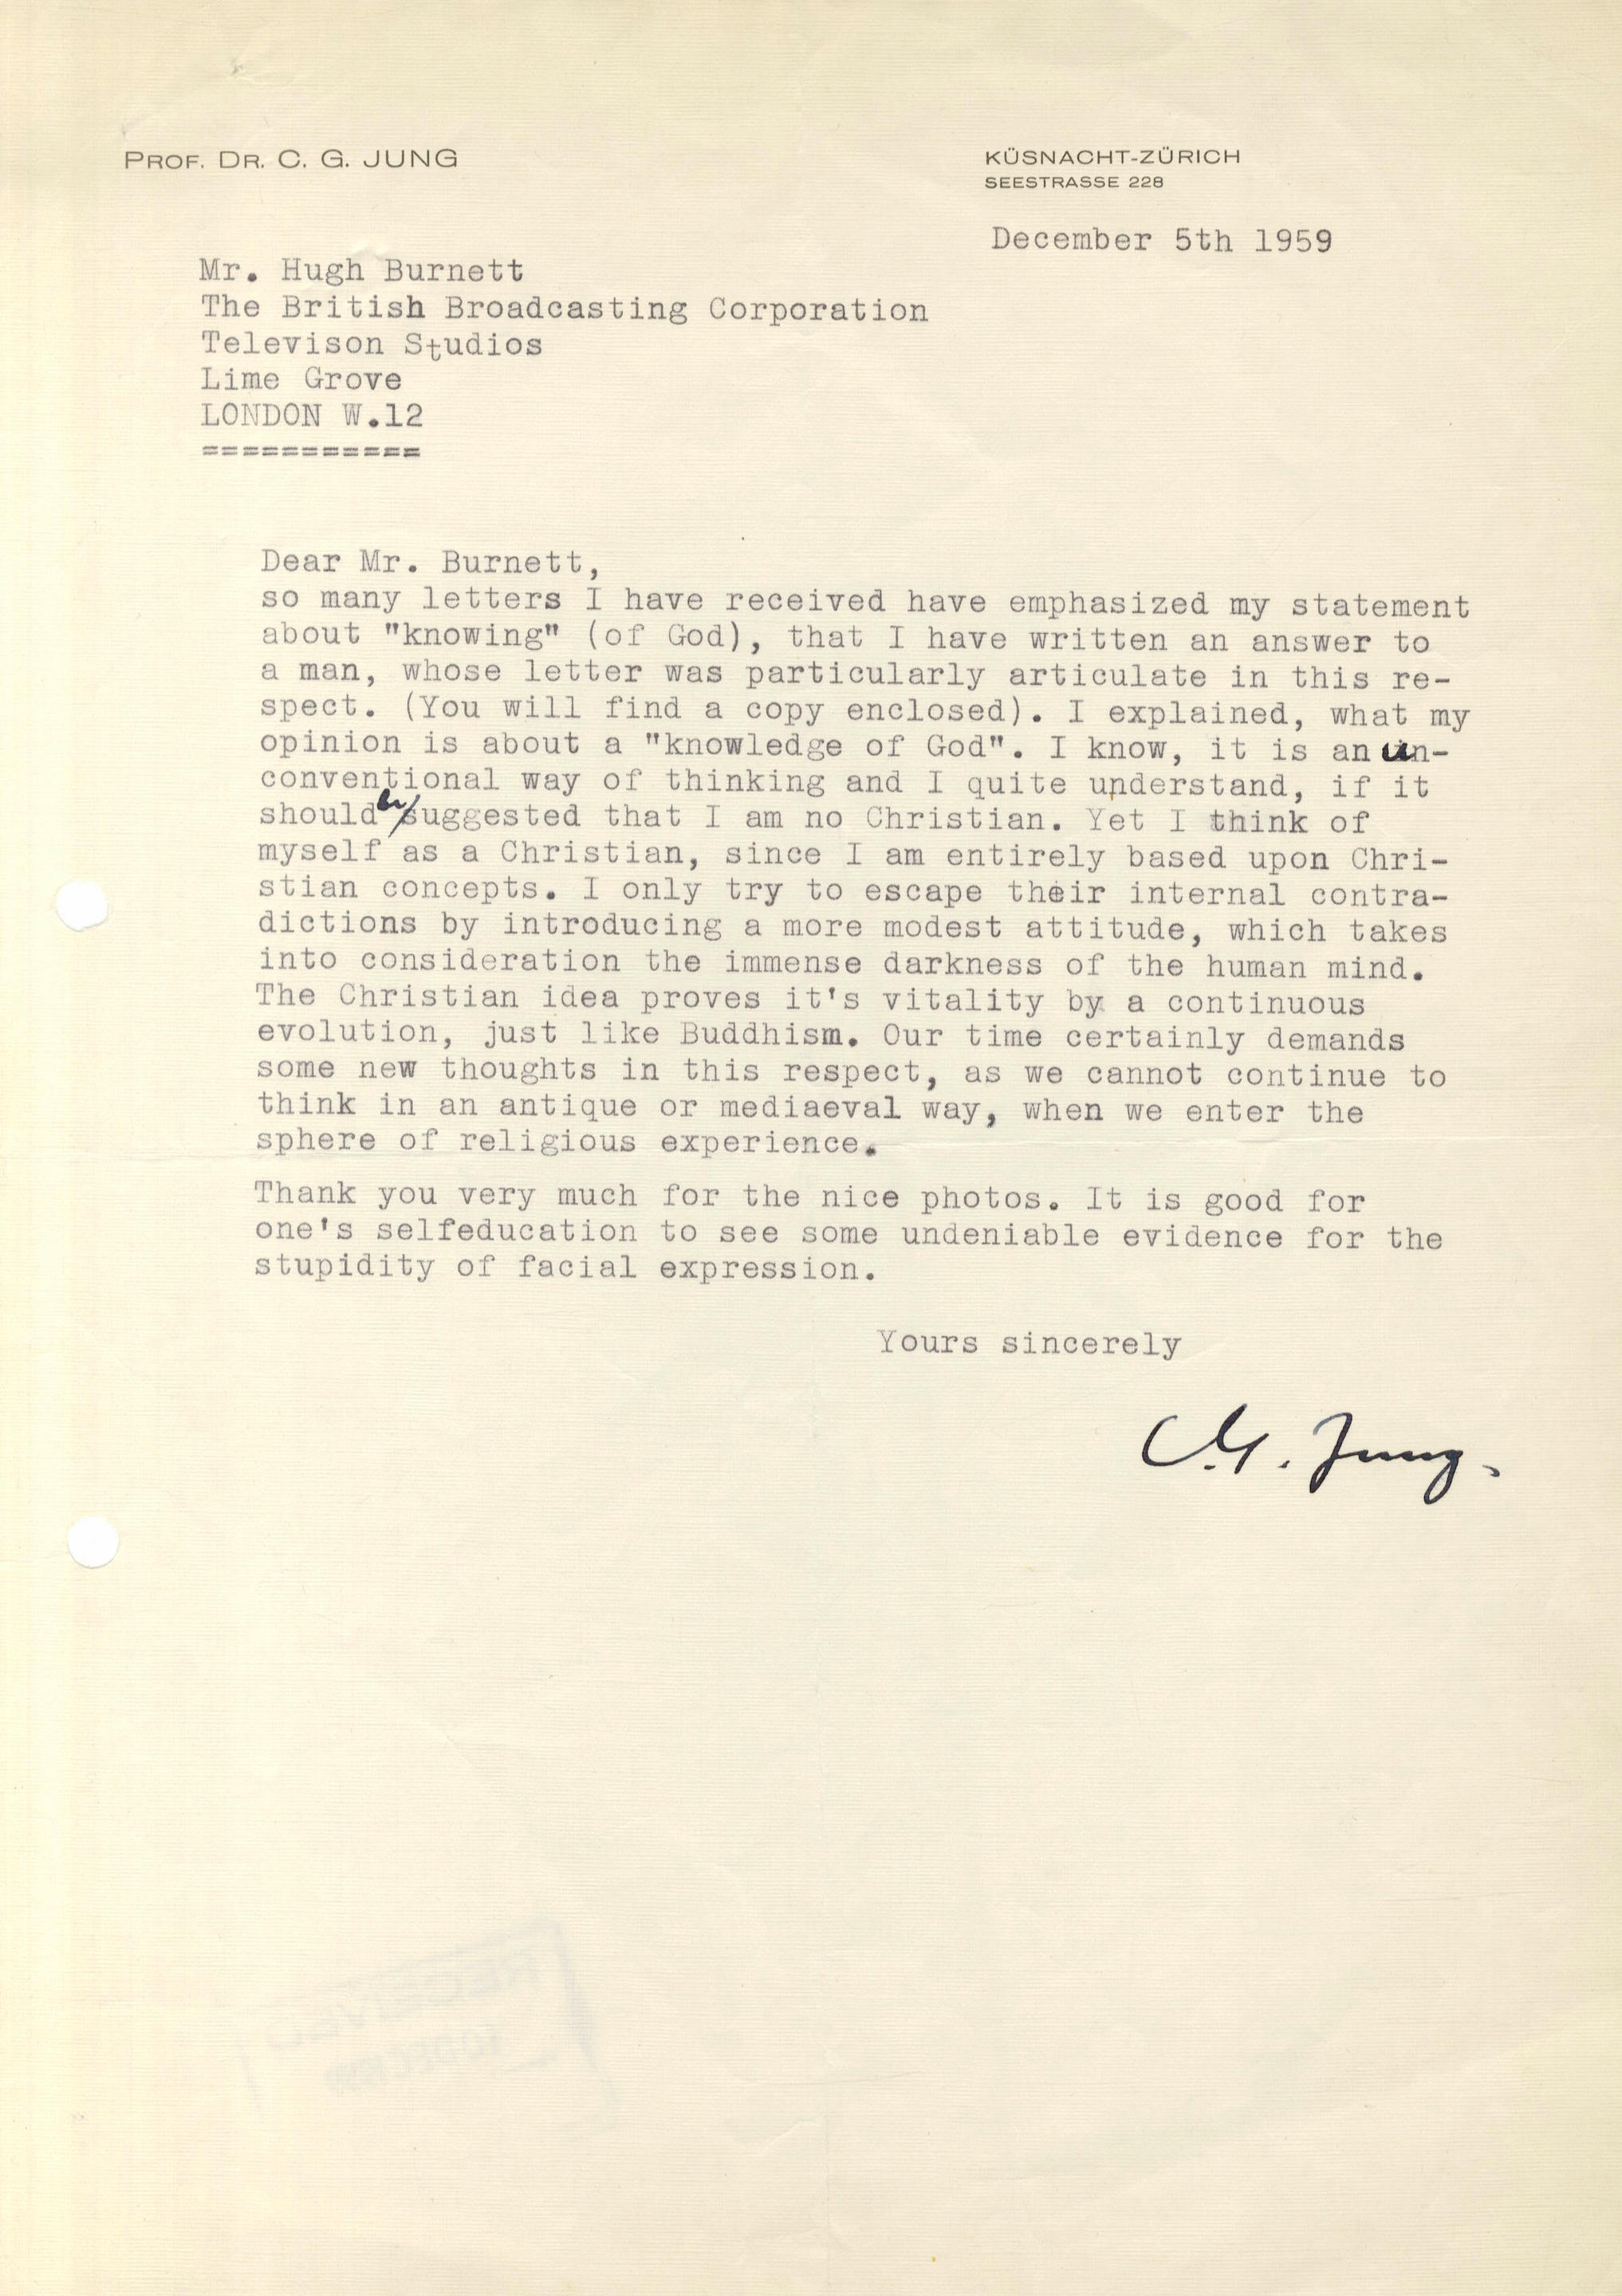 PROF. DR. C. G. JUNG
KÜSNACHT-ZÜRICH
SEESTRASSE 228
December 5th 1959
Mr. Hugh Burnett
The British Broadcasting Corporation
Televison Studios
Lime Grove
LONDON W.12
===========
Dear Mr. Burnett,
so many letters I have received have emphasized my statement
about "knowing" (of God), that I have written an answer to
a man, whose letter was particularly articulate in this re-
spect. (You will find a copy enclosed). I explained, what my
opinion is about a "knowledge of God". I know, it is an un-
conventional way of thinking and I quite understand, if it
should be suggested that I am no Christian. Yet I think of
myself as a Christian, since I am entirely based upon Chri-
stian concepts. I only try to escape their internal contra-
dictions by introducing a more modest attitude, which takes
into consideration the immense darkness of the human mind.
The Christian idea proves it's vitality by a continuous
evolution, just like Buddhism. Our time certainly demands
some new thoughts in this respect, as we cannot continue to
think in an antique or mediaeval way, when we enter the
sphere of religious experience.
Thank you very much for the nice photos. It is good for
one's selfeducation to see some undeniable evidence for the
stupidity of facial expression.
Yours sincerely
C.G. Jung.
RECEIVED